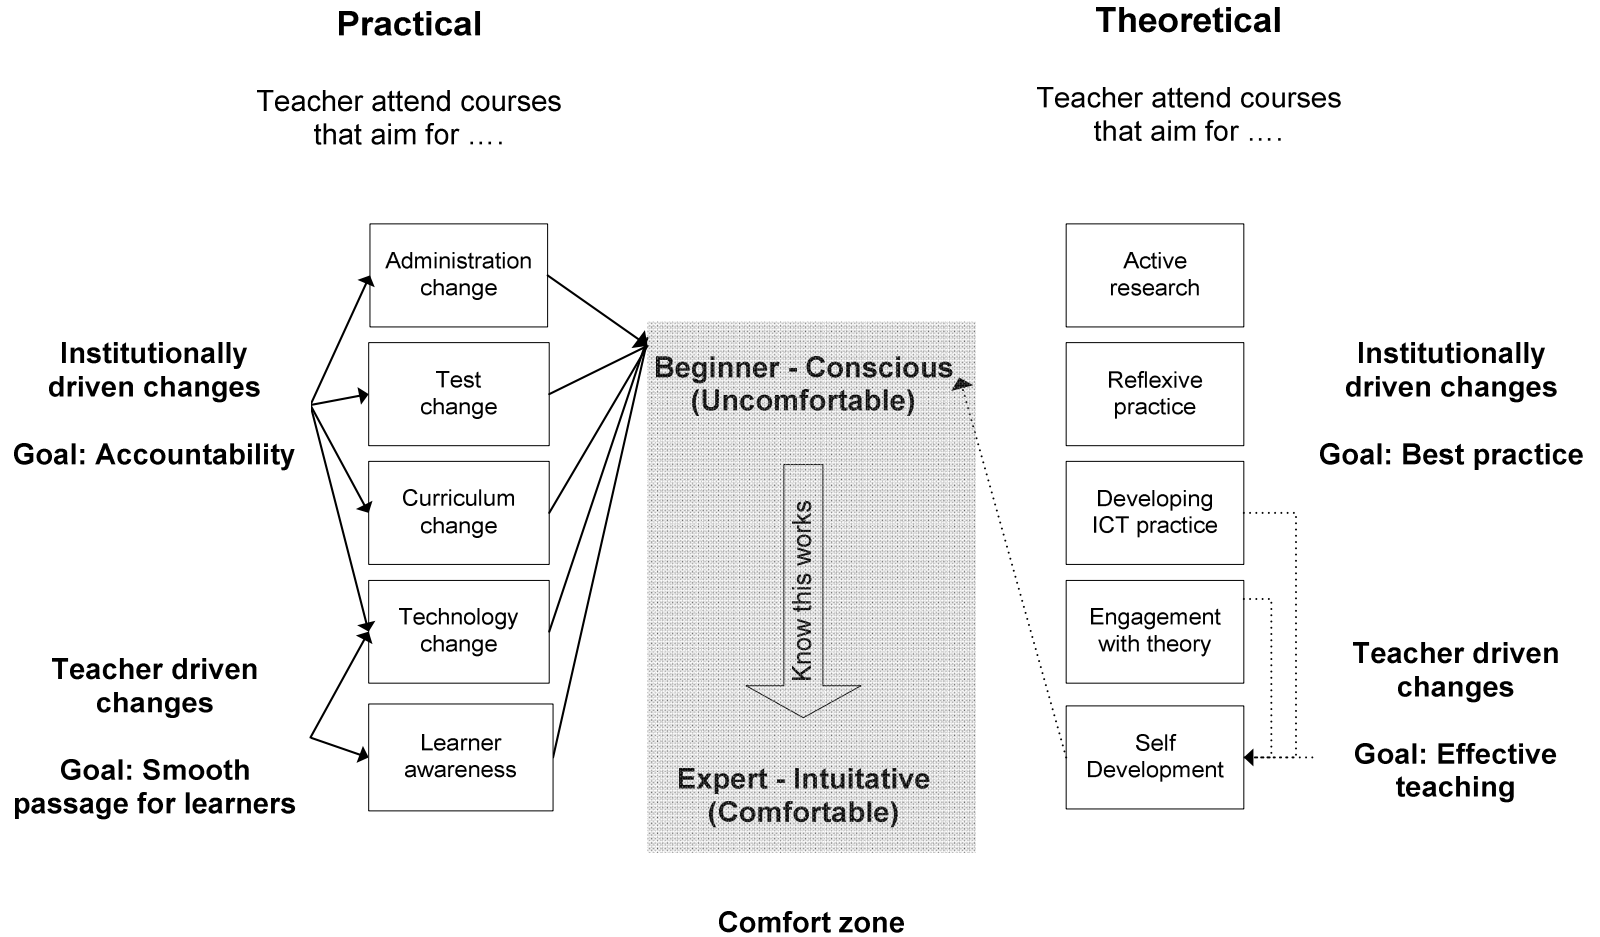 Practical
Theoretical
Teacher attend courses
that aim for ….
Teacher attend courses
that aim for ….
Institutionally
driven changes
Goal: Accountability
Teacher driven
changes
Goal: Smooth
passage for learners
Administration
change
Test
change
Curriculum
change
Technology
change
Learner
awareness
Beginner - Conscious
(Uncomfortable)
Know this works
Expert - Intuitative
(Comfortable)
Comfort zone
Active
research
Reflexive
practice
Developing
ICT practice
Engagement
with theory
Self
Development
Institutionally
driven changes
Goal: Best practice
Teacher driven
changes
Goal: Effective
teaching